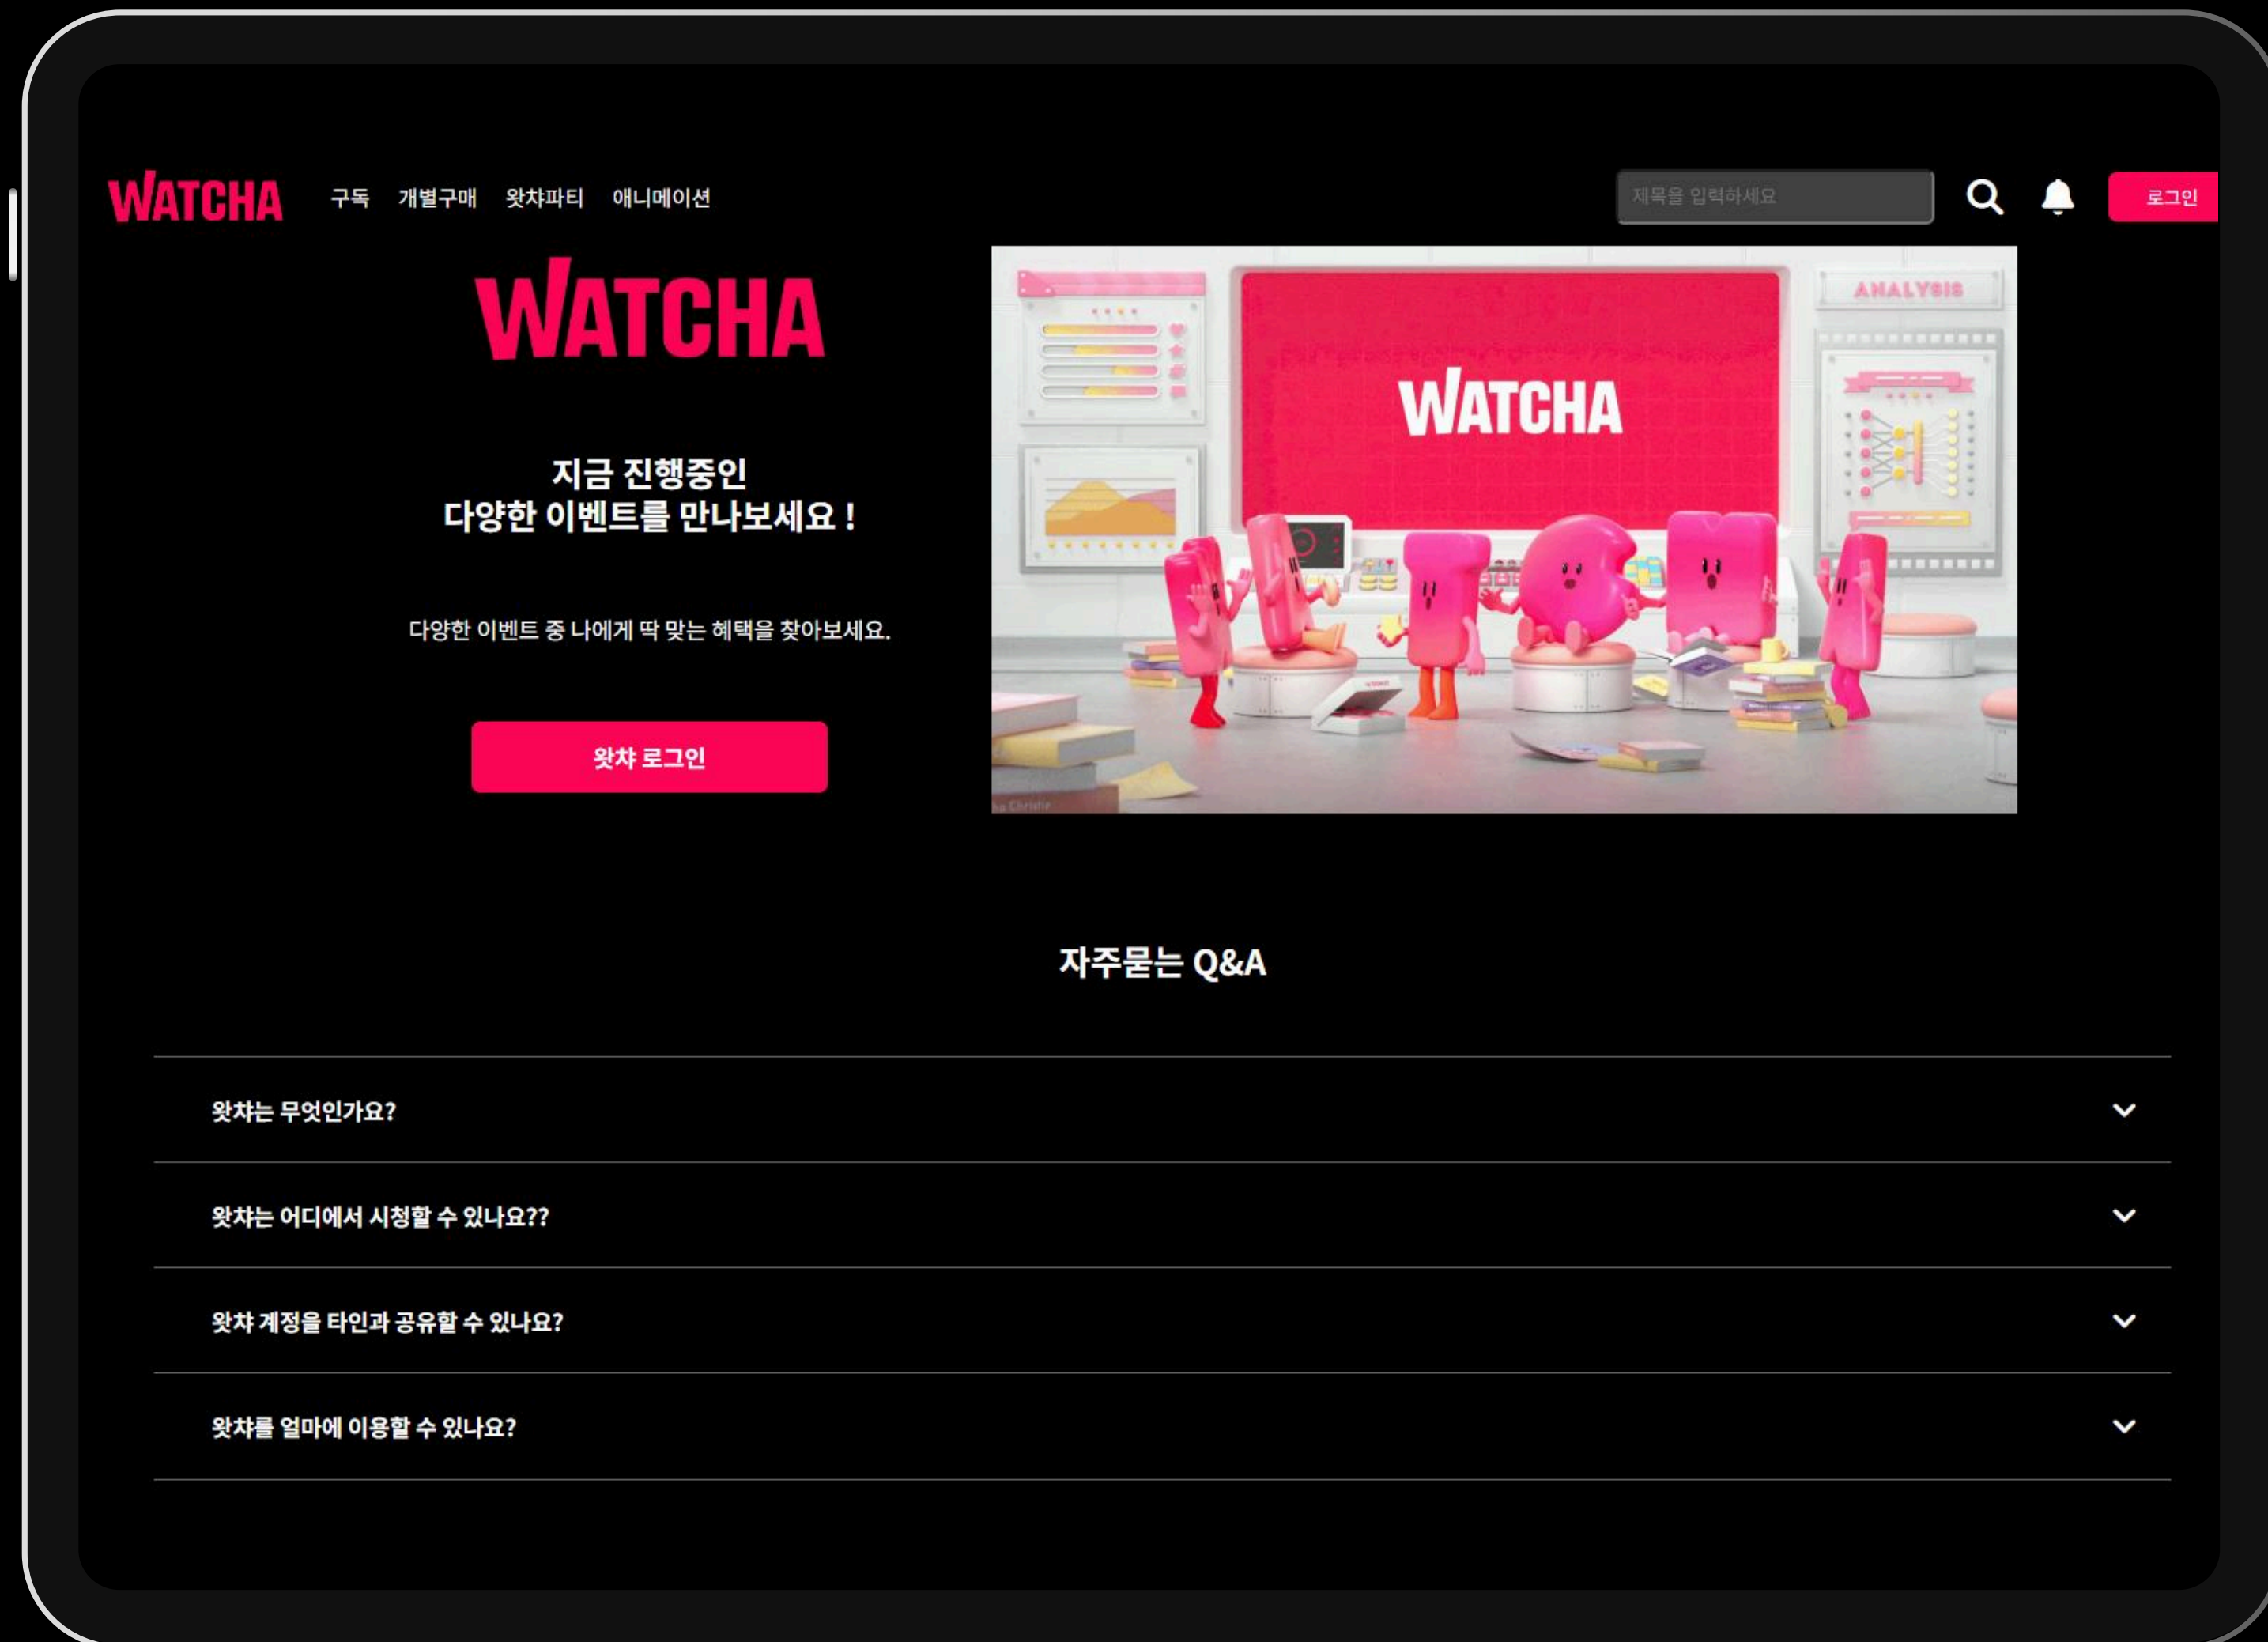 WATCHA
구독 개별구매 왓챠파티 애니메이션
제목을 입력하세요
로그인
WATCHA
지금 진행중인
다양한 이벤트를 만나보세요 !
다양한 이벤트 중 나에게 딱 맞는 혜택을 찾아보세요.
왓챠 로그인
ANALYSIS
WATCHA
Christie
자주묻는 Q&A
왓챠는 무엇인가요?
왓챠는 어디에서 시청할 수 있나요??
왓챠 계정을 타인과 공유할 수 있나요?
왓챠를 얼마에 이용할 수 있나요?